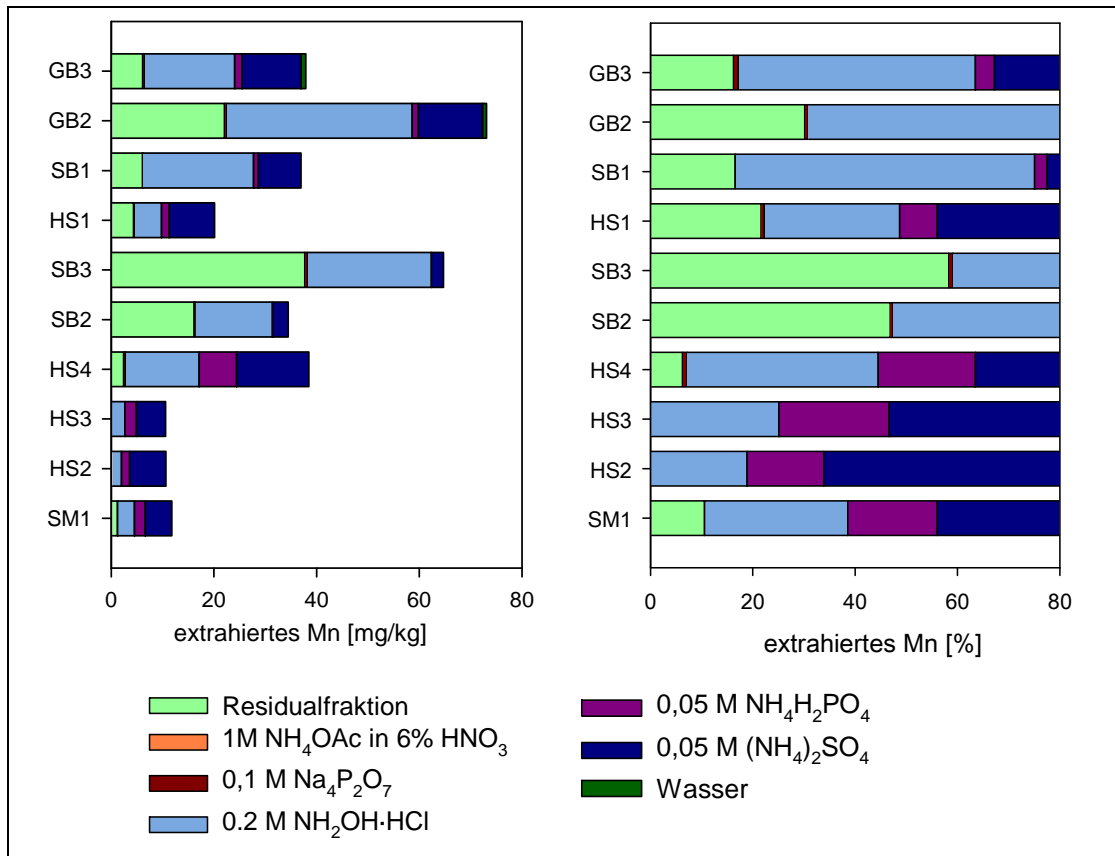 GB3
GB2
SB1
HS1
SB3
SB2
HS4
HS3
HS2
SM1
0 20 40 60 80
extrahiertes Mn [mg/kg]
GB3
GB2
SB1
HS1
SB3
SB2
HS4
HS3
HS2
SM1
0 20 40 60 80
extrahiertes Mn [%]
Residualfraktion
1M NH₄OAc in 6% HNO₃
0,1 M Na₄P₂O₇
0.2 M NH₂OH·HCl
0,05 M NH₄H₂PO₄
0,05 M (NH₄)₂SO₄
Wasser